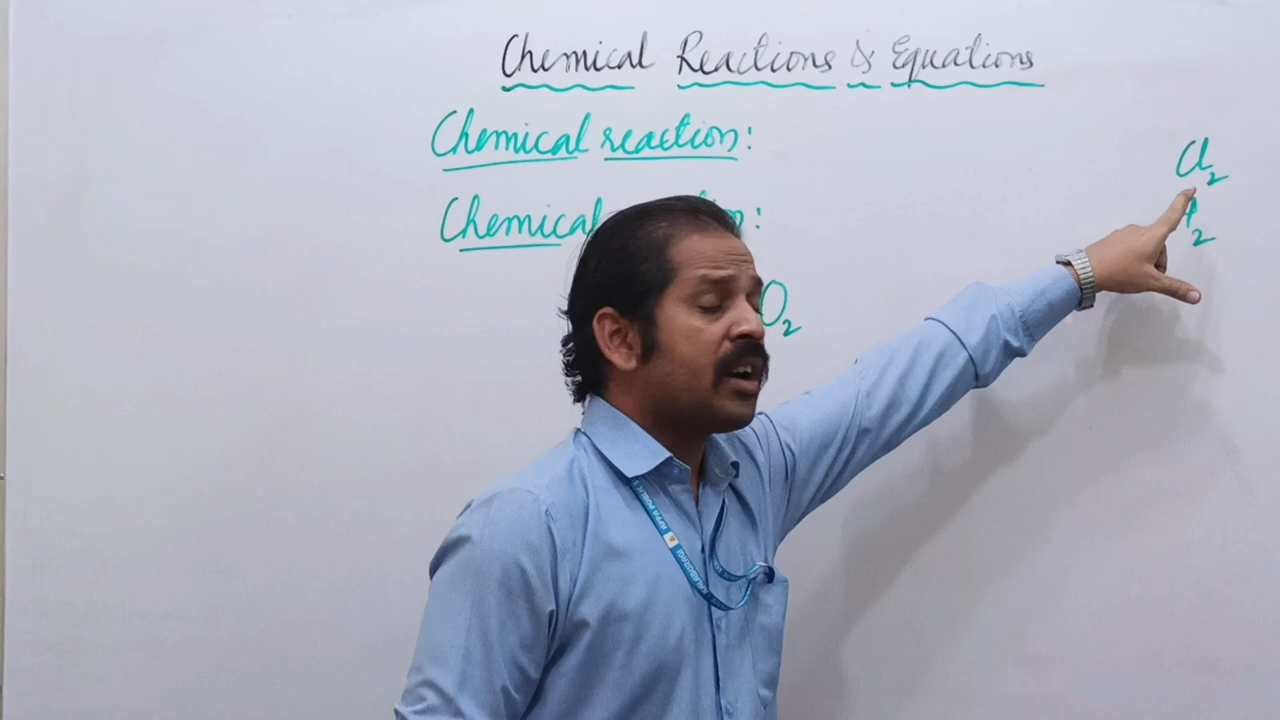 Chemical Reactions & Equations
Chemical reaction:
Cl2
Chemical :
2
O2